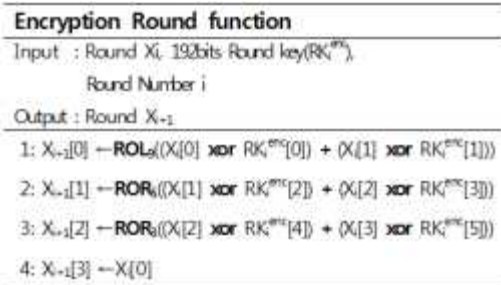 Encryption Round function
Input : Round Xi, 192bits Round key(RKᵢᵉⁿᶜ),
Round Number i
Output : Round Xᵢ₊₁
1: Xᵢ₊₁[0] ←ROL₉((Xᵢ[0] xor RKᵢᵉⁿᶜ[0]) + (Xᵢ[1] xor RKᵢᵉⁿᶜ[1]))
2: Xᵢ₊₁[1] ←ROR₅((Xᵢ[1] xor RKᵢᵉⁿᶜ[2]) + (Xᵢ[2] xor RKᵢᵉⁿᶜ[3]))
3: Xᵢ₊₁[2] ←ROR₃((Xᵢ[2] xor RKᵢᵉⁿᶜ[4]) + (Xᵢ[3] xor RKᵢᵉⁿᶜ[5]))
4: Xᵢ₊₁[3] ←Xᵢ[0]